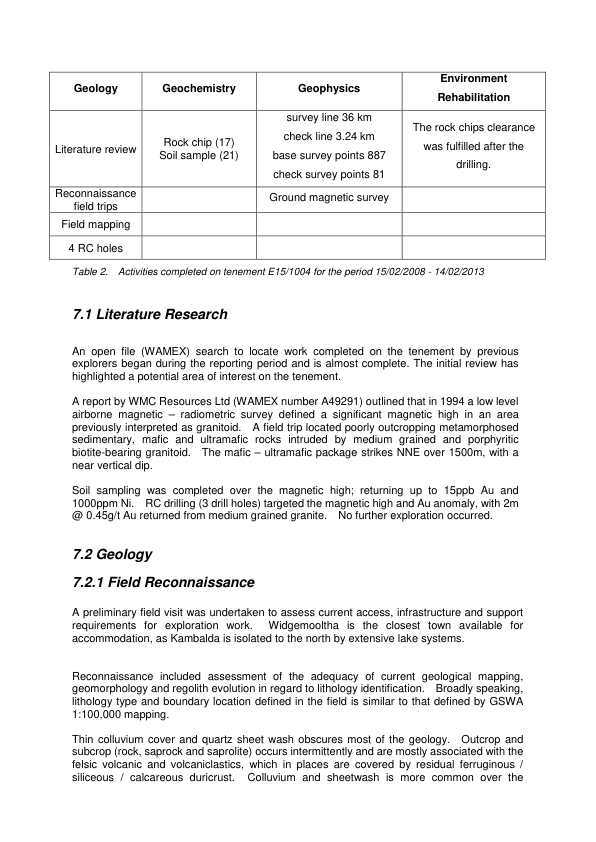 Geology
Geochemistry
Geophysics
Environment
Rehabilitation
Literature review
Rock chip (17)
Soil sample (21)
survey line 36 km
check line 3.24 km
base survey points 887
check survey points 81
The rock chips clearance
was fulfilled after the
drilling.
Reconnaissance
field trips
Ground magnetic survey
Field mapping
4 RC holes
Table 2. Activities completed on tenement E15/1004 for the period 15/02/2008 - 14/02/2013
7.1 Literature Research
An open file (WAMEX) search to locate work completed on the tenement by previous
explorers began during the reporting period and is almost complete. The initial review has
highlighted a potential area of interest on the tenement.
A report by WMC Resources Ltd (WAMEX number A49291) outlined that in 1994 a low level
airborne magnetic – radiometric survey defined a significant magnetic high in an area
previously interpreted as granitoid. A field trip located poorly outcropping metamorphosed
sedimentary, mafic and ultramafic rocks intruded by medium grained and porphyritic
biotite-bearing granitoid. The mafic – ultramafic package strikes NNE over 1500m, with a
near vertical dip.
Soil sampling was completed over the magnetic high; returning up to 15ppb Au and
1000ppm Ni. RC drilling (3 drill holes) targeted the magnetic high and Au anomaly, with 2m
@ 0.45g/t Au returned from medium grained granite. No further exploration occurred.
7.2 Geology
7.2.1 Field Reconnaissance
A preliminary field visit was undertaken to assess current access, infrastructure and support
requirements for exploration work. Widgemooltha is the closest town available for
accommodation, as Kambalda is isolated to the north by extensive lake systems.
Reconnaissance included assessment of the adequacy of current geological mapping,
geomorphology and regolith evolution in regard to lithology identification. Broadly speaking,
lithology type and boundary location defined in the field is similar to that defined by GSWA
1:100,000 mapping.
Thin colluvium cover and quartz sheet wash obscures most of the geology. Outcrop and
subcrop (rock, saprock and saprolite) occurs intermittently and are mostly associated with the
felsic volcanic and volcaniclastics, which in places are covered by residual ferruginous /
siliceous / calcareous duricrust. Colluvium and sheetwash is more common over the